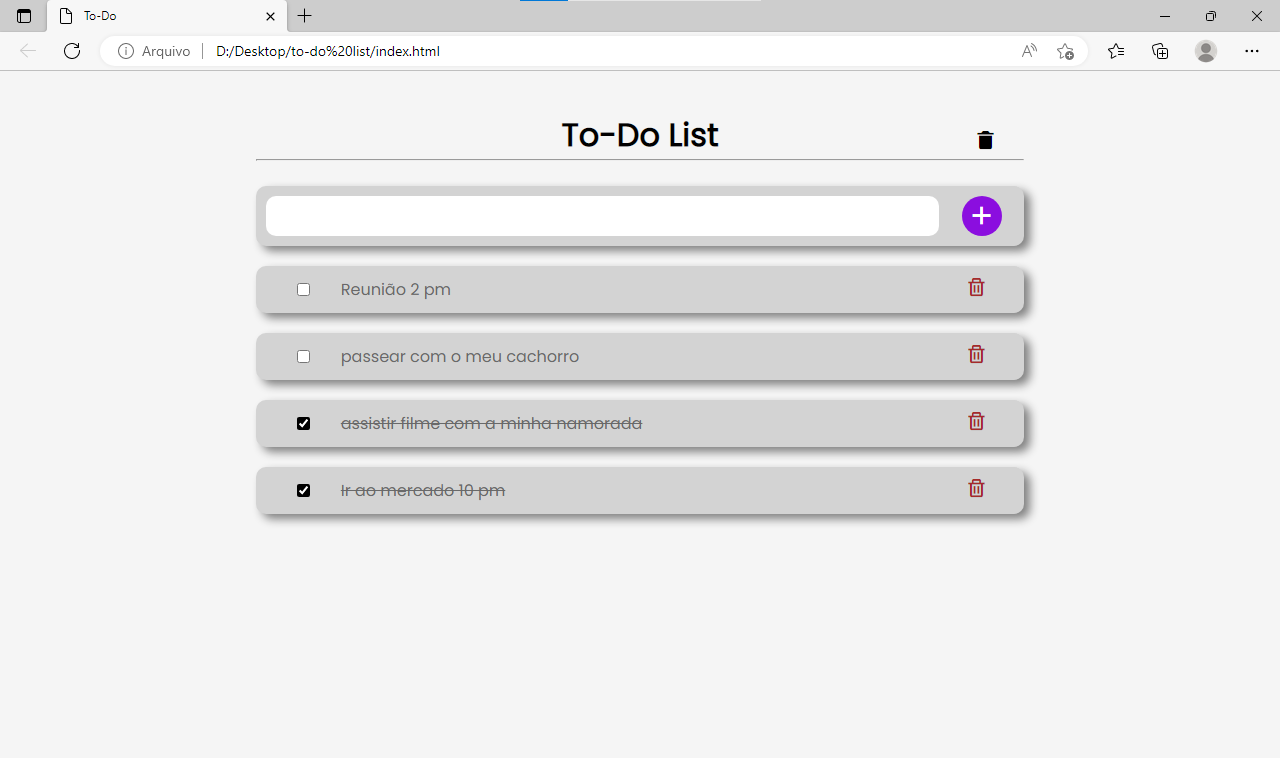 To-Do
Arquivo
D:/Desktop/to-do%20list/index.html
To-Do List
Reunião 2 pm
passear com o meu cachorro
assistir filme com a minha namorada
Ir ao mercado 10 pm